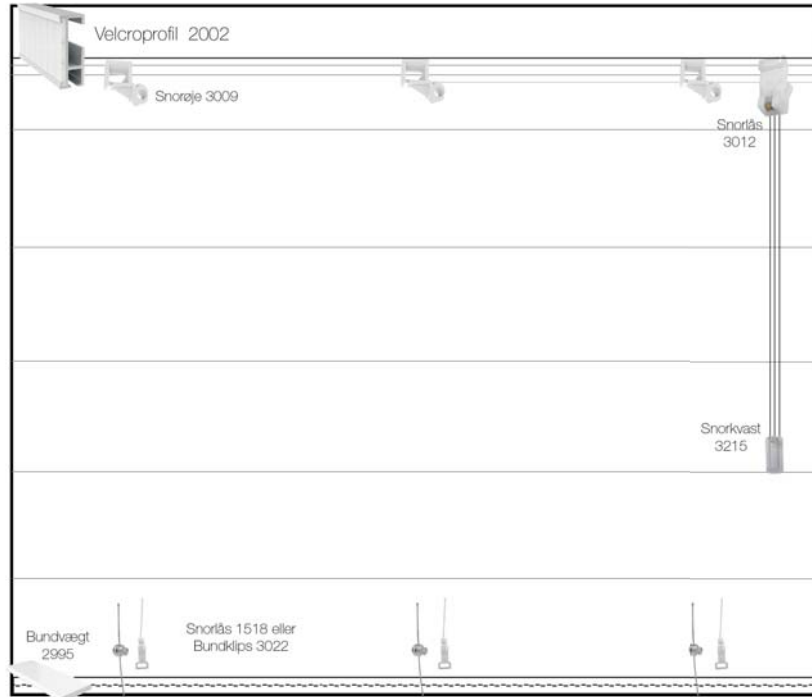 Velcroprofil 2002
Snorøje 3009
Snorlås
3012
Snorkvast
3215
Snorlås 1518 eller
Bundklips 3022
Bundvægt
2995